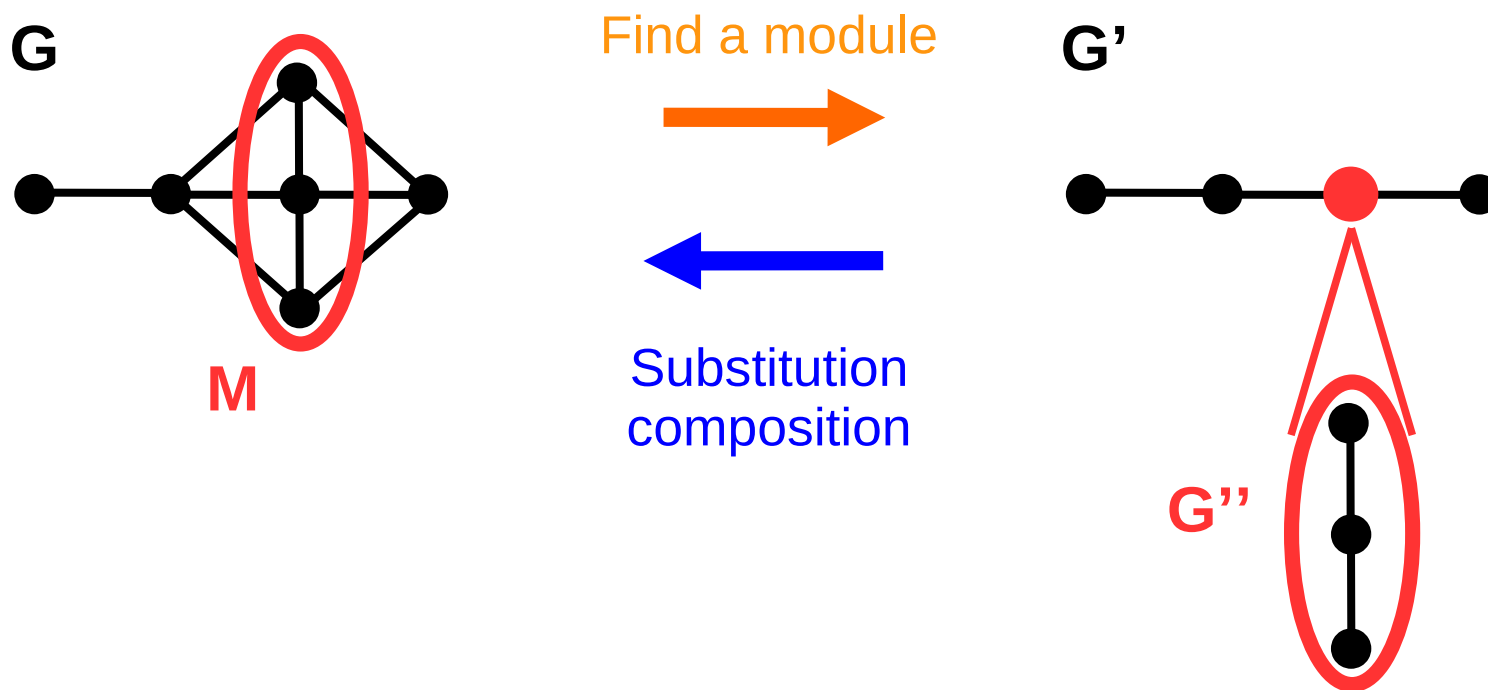 G
Find a module
G’
Substitution
composition
M
G’’